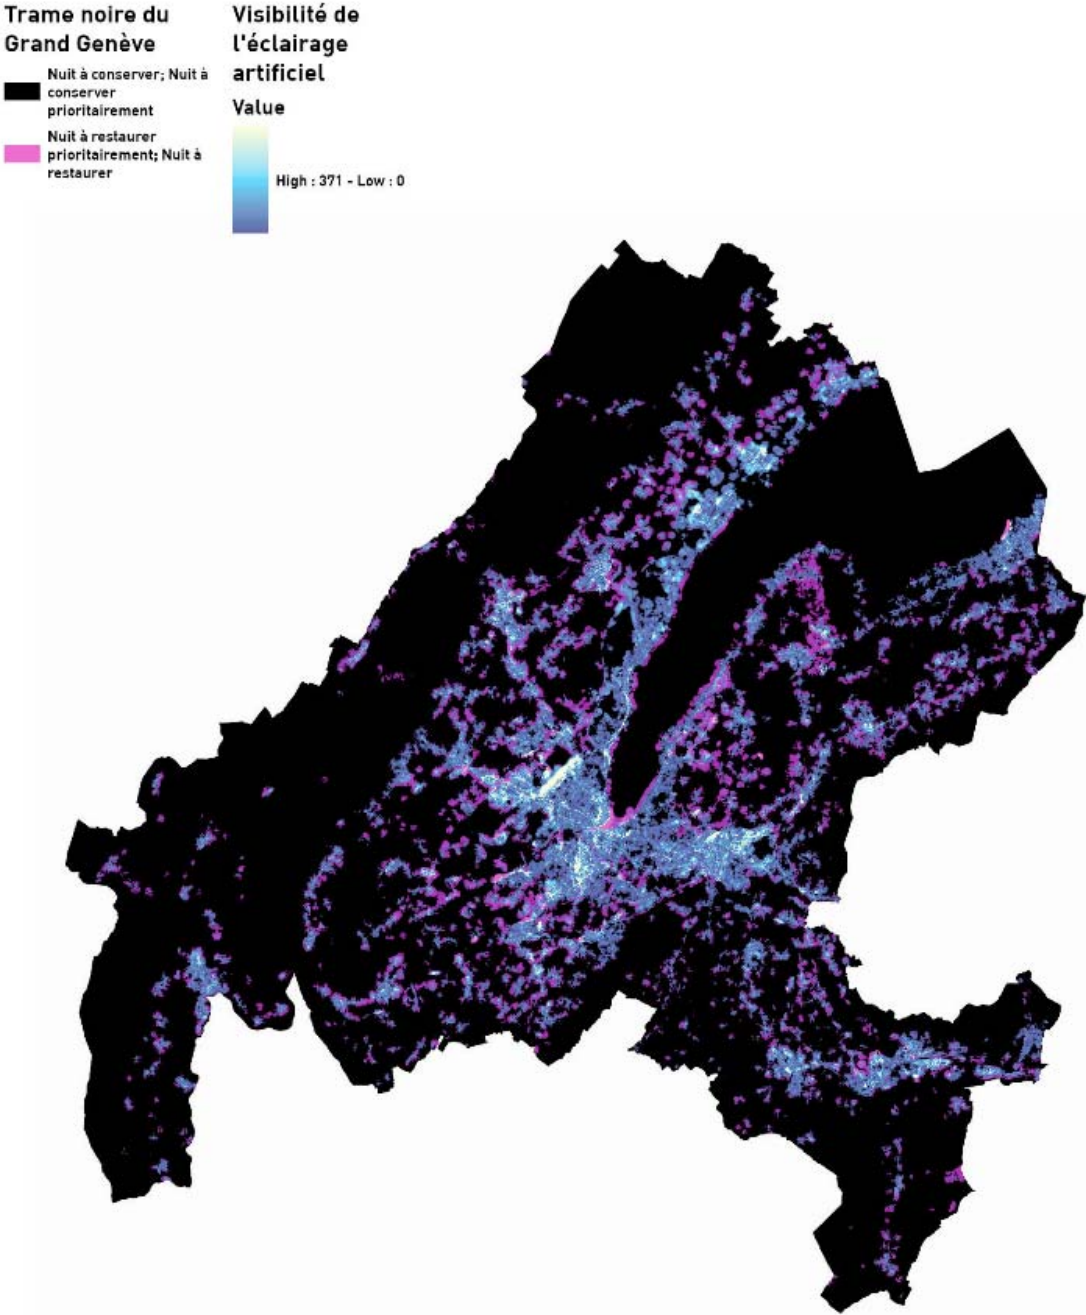 Trame noire du
Grand Genève
Nuit à conserver; Nuit à
conserver
prioritairement
Nuit à restaurer
prioritairement; Nuit à
restaurer
Visibilité de
l'éclairage
artificiel
Value
High : 371 - Low : 0